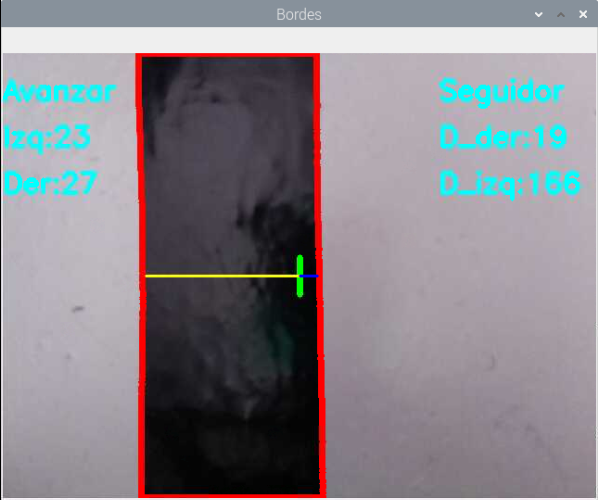 Bordes
Avanzar
Izq:23
Der:27
Seguidor
D_der:19
D_izq:166